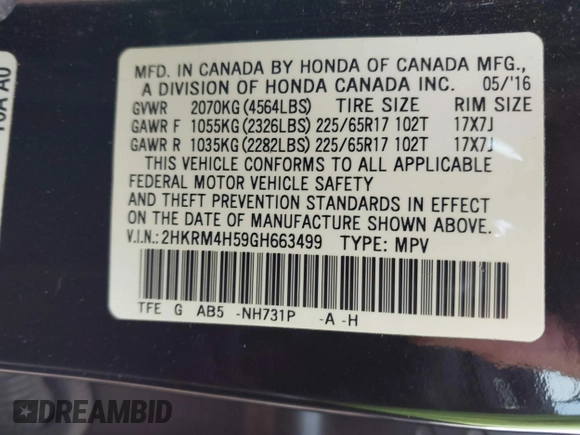 MFD. IN CANADA BY HONDA OF CANADA MFG.,
A DIVISION OF HONDA CANADA INC. 05/'16
GVWR 2070KG (4564LBS) TIRE SIZE RIM SIZE
GAWR F 1055KG (2326LBS) 225/65R17 102T 17X7J
GAWR R 1035KG (2282LBS) 225/65R17 102T 17X7J
THIS VEHICLE CONFORMS TO ALL APPLICABLE
FEDERAL MOTOR VEHICLE SAFETY
AND THEFT PREVENTION STANDARDS IN EFFECT
ON THE DATE OF MANUFACTURE SHOWN ABOVE.
V.I.N.: 2HKRM4H59GH663499 TYPE: MPV
TFE G AB5 -NH731P -A -H
DREAMBID